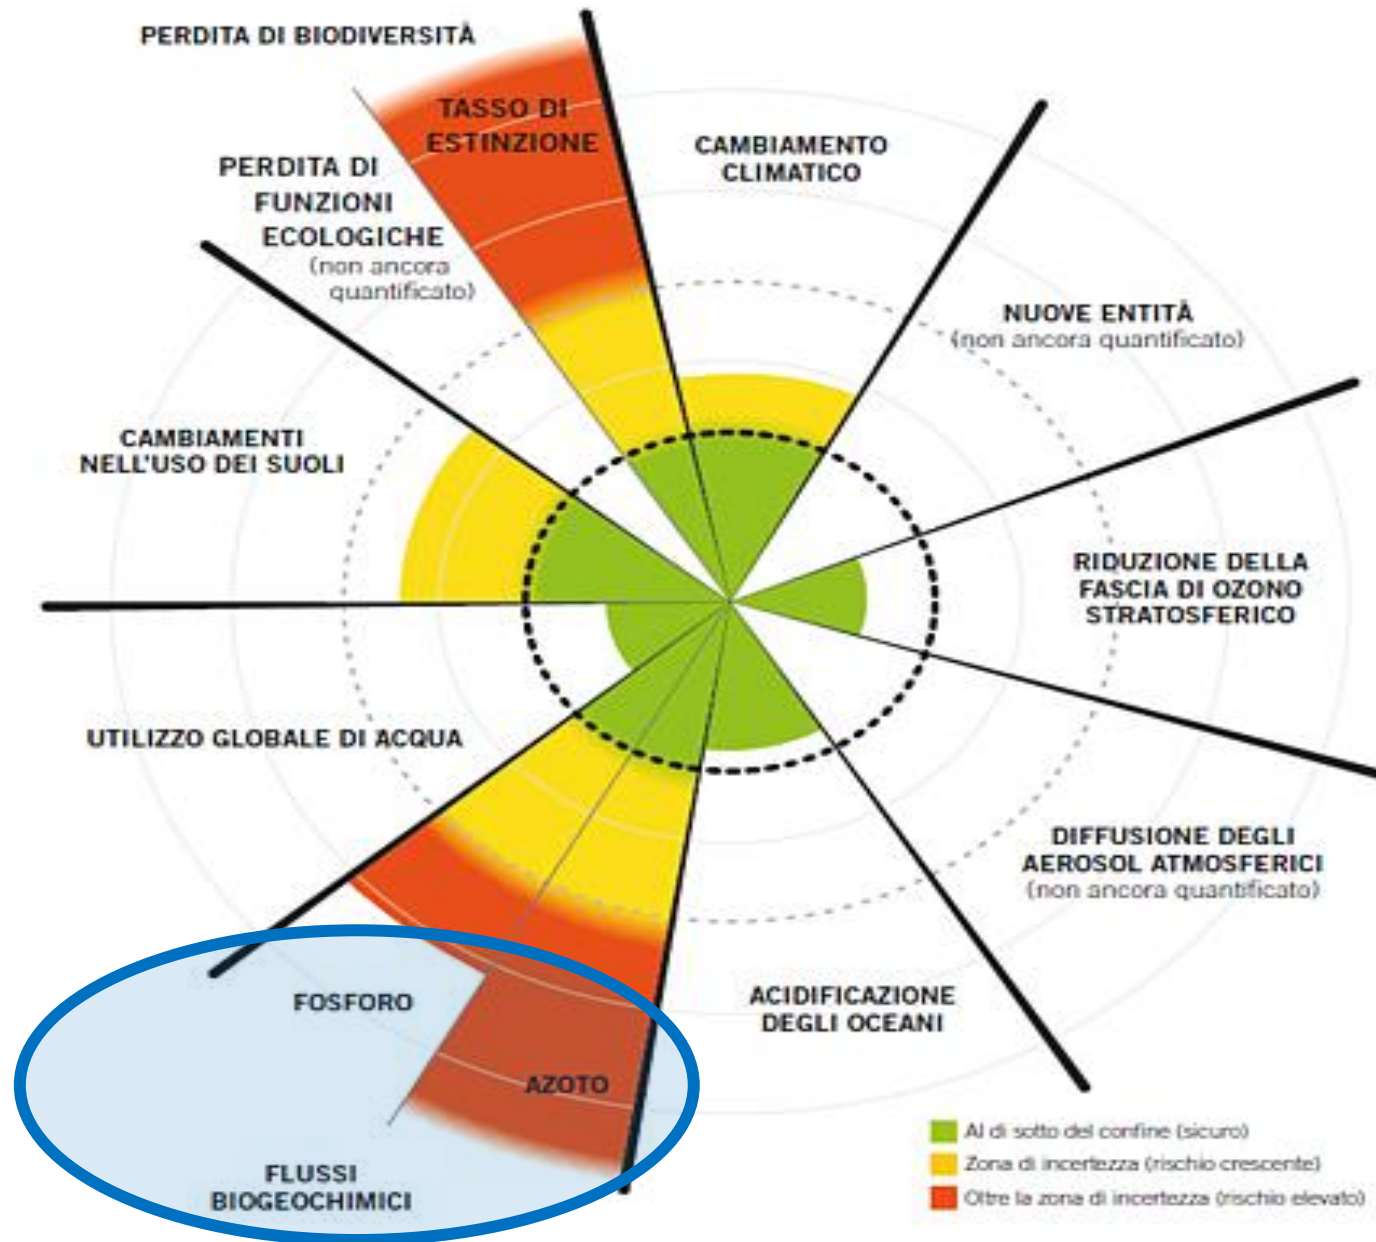 PERDITA DI BIODIVERSITÀ
TASSO DI
ESTINZIONE
PERDITA DI
FUNZIONI
ECOLOGICHE
(non ancora
quantificato)
CAMBIAMENTO
CLIMATICO
NUOVE ENTITÀ
(non ancora quantificato)
CAMBIAMENTI
NELL'USO DEI SUOLI
RIDUZIONE DELLA
FASCIA DI OZONO
STRATOSFERICO
UTILIZZO GLOBALE DI ACQUA
DIFFUSIONE DEGLI
AEROSOL ATMOSFERICI
(non ancora quantificato)
FOSFORO
ACIDIFICAZIONE
DEGLI OCEANI
AZOTO
FLUSSI
BIOGEOCHIMICI
Al di sotto del confine (sicuro)
Zona di incertezza (rischio crescente)
Oltre la zona di incertezza (rischio elevato)